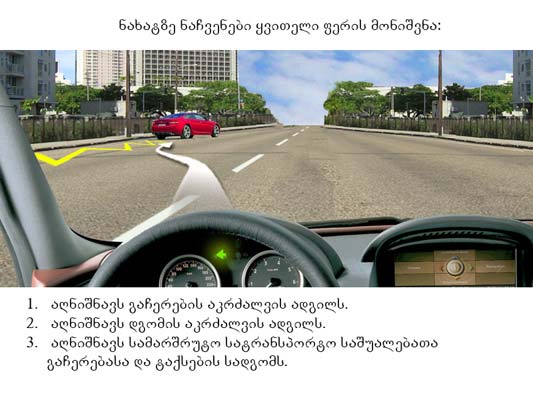 ნახაზზე ნაჩვენები ყვითელი ფერის მონიშვნა:
1. აღნიშნავს გაჩერების აკრძალვის ადგილს.
2. აღნიშნავს დგომის აკრძალვის ადგილს.
3. აღნიშნავს სამარშრუტო სატრანსპორტო საშუალებათა
გაჩერებასა და ტაქსების სადგომს.